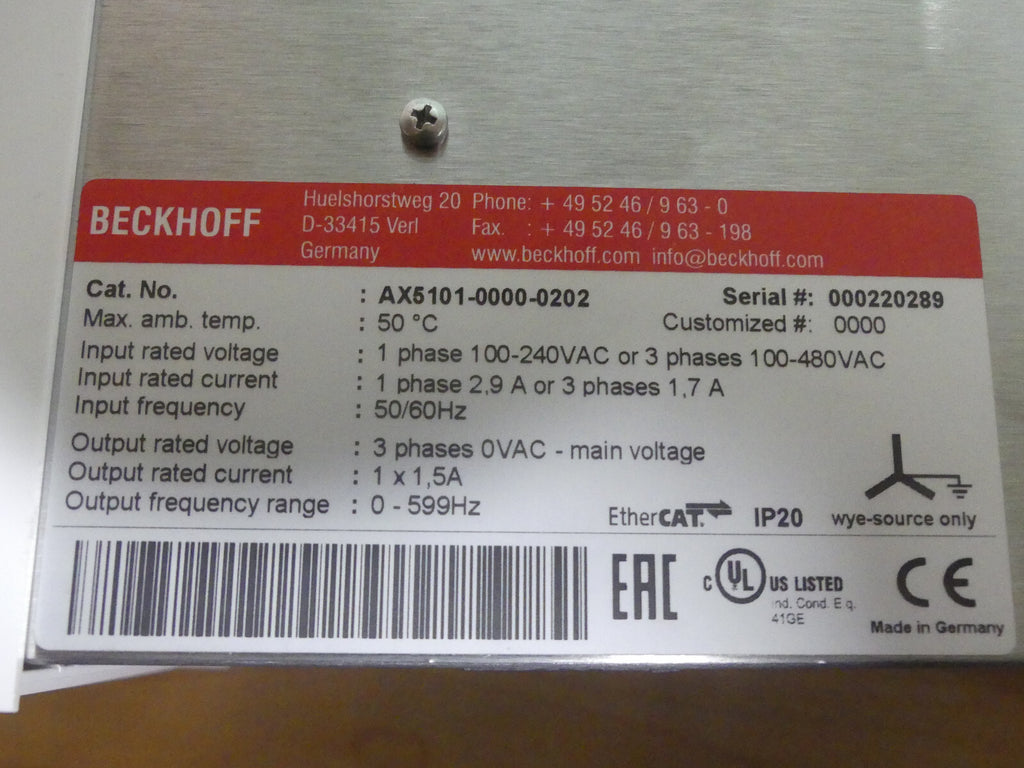 BECKHOFF
Huelshorstweg 20 Phone: + 49 52 46 / 9 63 - 0
D-33415 Verl Fax. : + 49 52 46 / 9 63 - 198
Germany www.beckhoff.com info@beckhoff.com
Cat. No. : AX5101-0000-0202 Serial #: 000220289
Max. amb. temp. : 50 °C Customized #: 0000
Input rated voltage : 1 phase 100-240VAC or 3 phases 100-480VAC
Input rated current : 1 phase 2,9 A or 3 phases 1,7 A
Input frequency : 50/60Hz
Output rated voltage : 3 phases 0VAC - main voltage
Output rated current : 1 x 1,5A
Output frequency range : 0 - 599Hz
EtherCAT. IP20 wye-source only
EAC C UL US LISTED CE
Ind. Cond. Eq.
41GE
Made in Germany